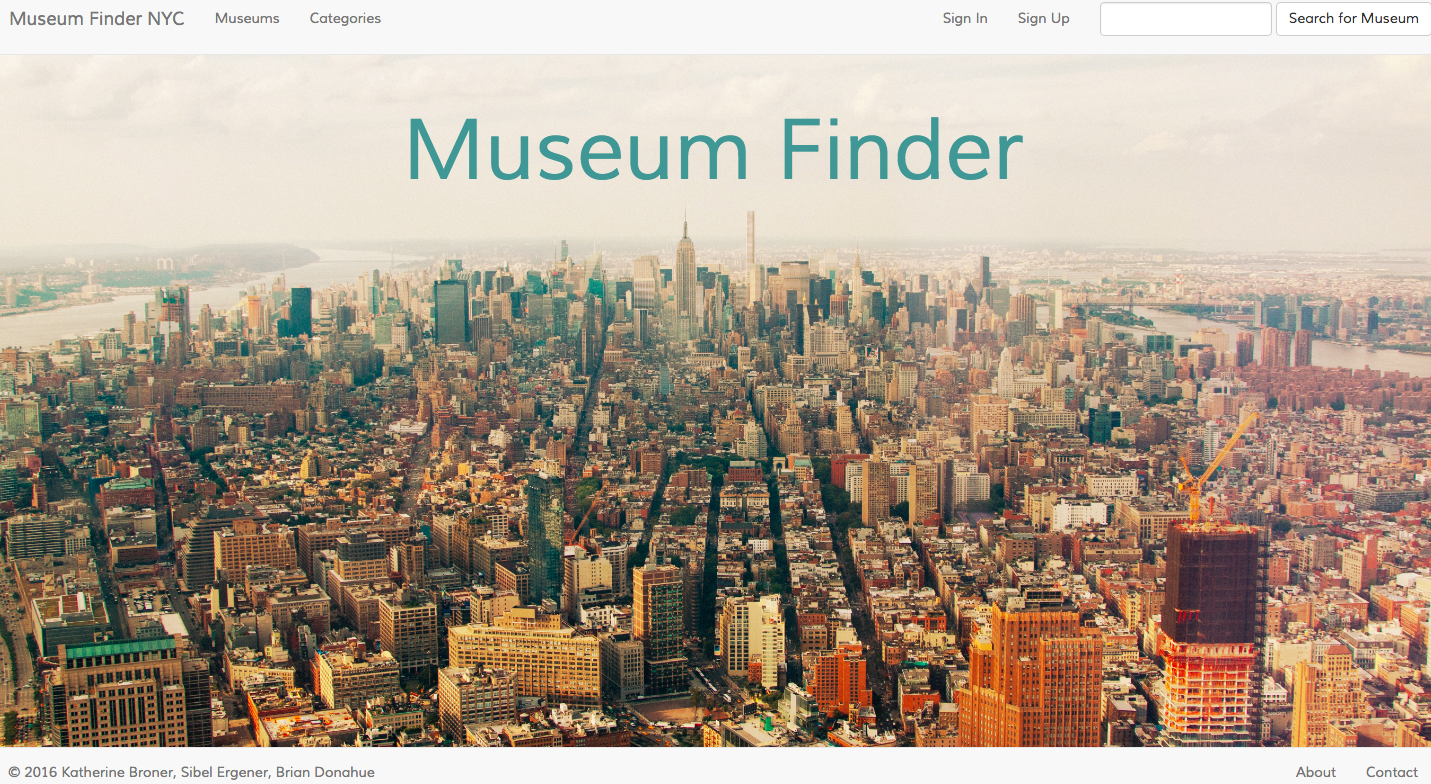 Museum Finder NYC Museums Categories Sign In Sign Up Search for Museum
Museum Finder
© 2016 Katherine Broner, Sibel Ergener, Brian Donahue About Contact